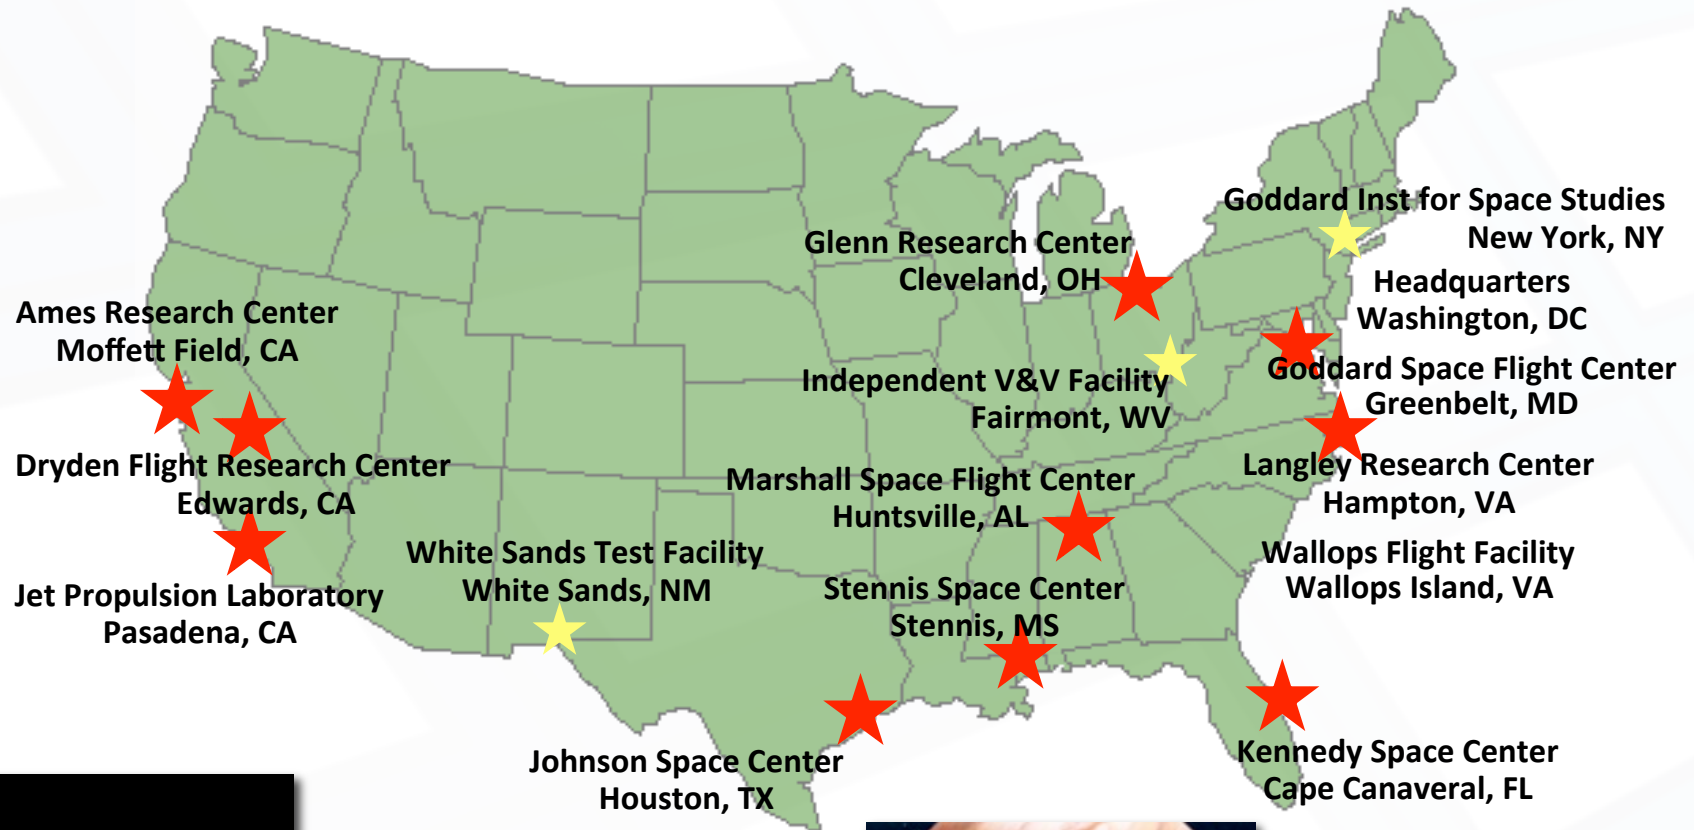 Goddard Inst for Space Studies
New York, NY
Glenn Research Center
Cleveland, OH
Headquarters
Washington, DC
Ames Research Center
Moffett Field, CA
Independent V&V Facility
Fairmont, WV
Goddard Space Flight Center
Greenbelt, MD
Dryden Flight Research Center
Edwards, CA
Marshall Space Flight Center
Huntsville, AL
Langley Research Center
Hampton, VA
White Sands Test Facility
White Sands, NM
Wallops Flight Facility
Wallops Island, VA
Jet Propulsion Laboratory
Pasadena, CA
Stennis Space Center
Stennis, MS
Johnson Space Center
Houston, TX
Kennedy Space Center
Cape Canaveral, FL